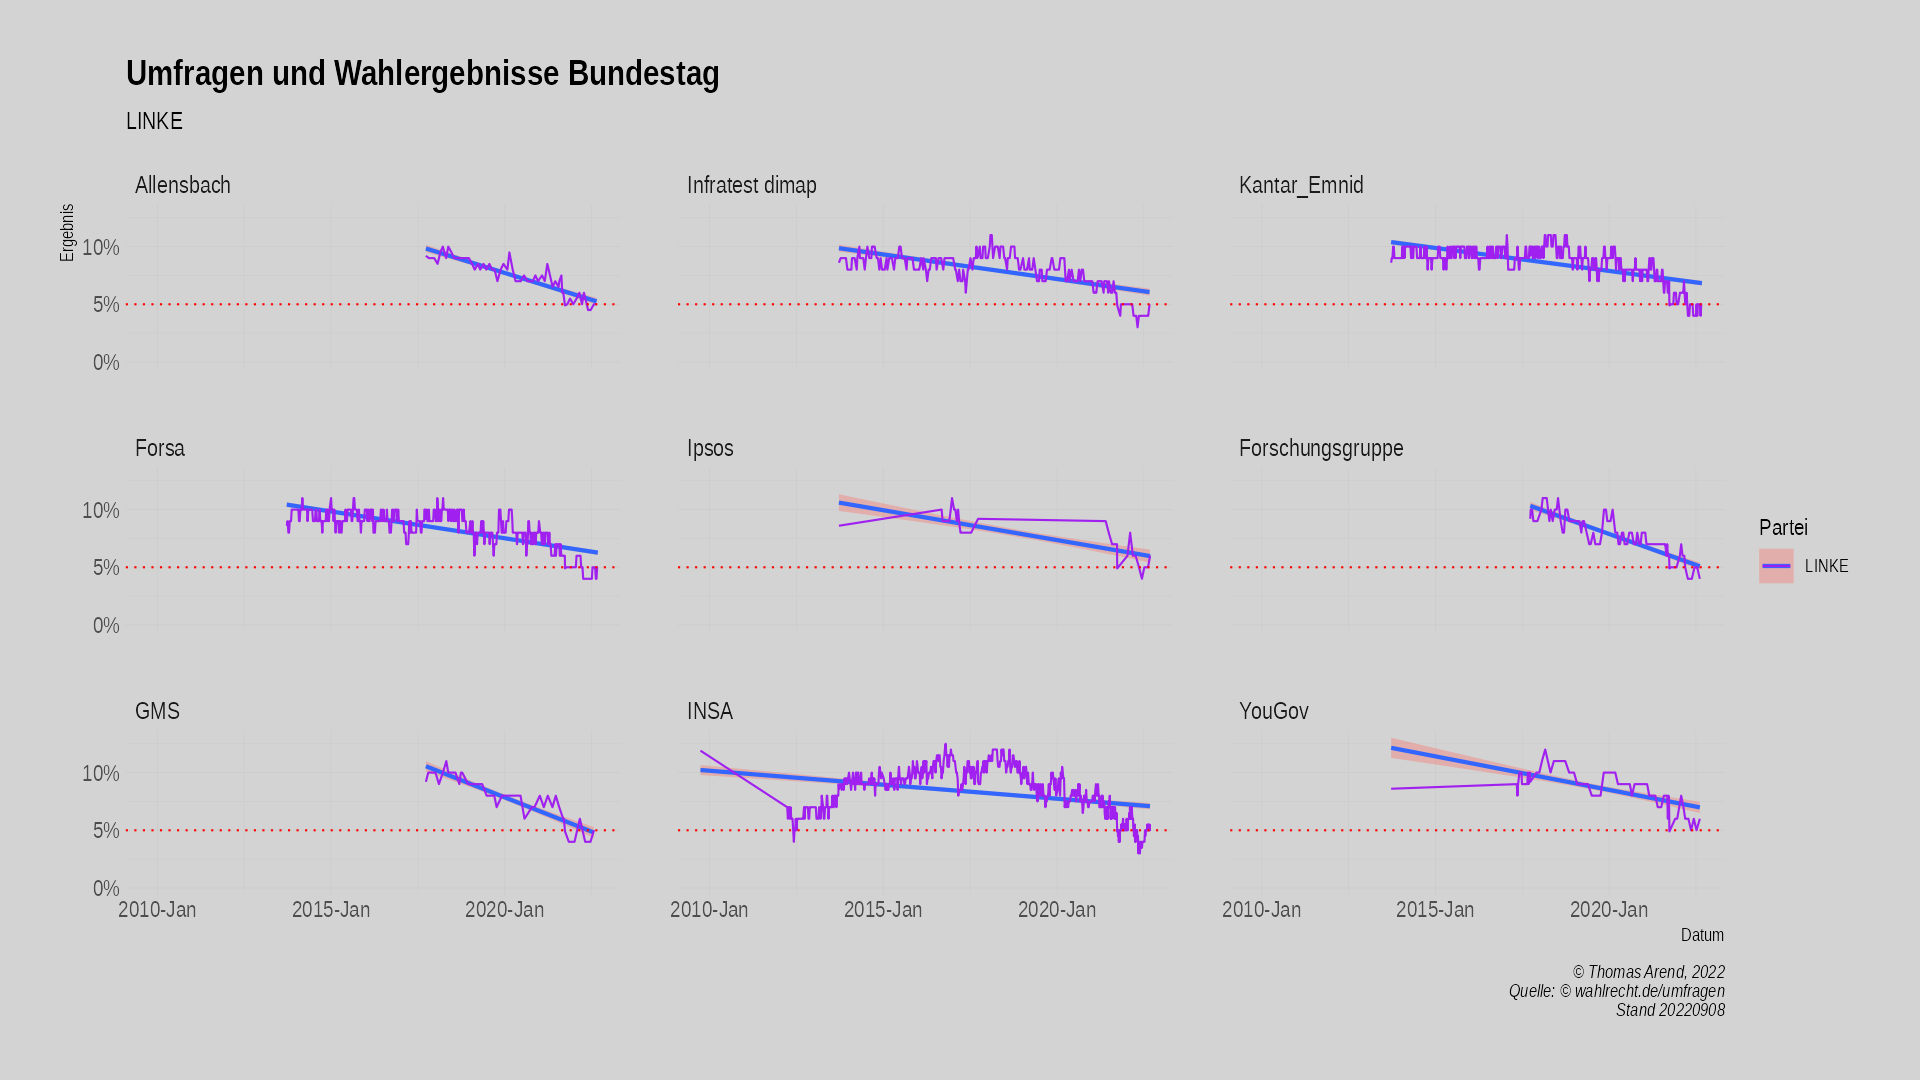 Umfragen und Wahlergebnisse Bundestag
LINKE
Allensbach
Infratest dimap
Kantar_Emnid
Ergebnis
10%
5%
0%
Forsa
Ipsos
Forschungsgruppe
10%
5%
0%
Partei
LINKE
GMS
INSA
YouGov
10%
5%
0%
2010-Jan 2015-Jan 2020-Jan
2010-Jan 2015-Jan 2020-Jan
2010-Jan 2015-Jan 2020-Jan
Datum
© Thomas Arend, 2022
Quelle: © wahlrecht.de/umfragen
Stand 20220908